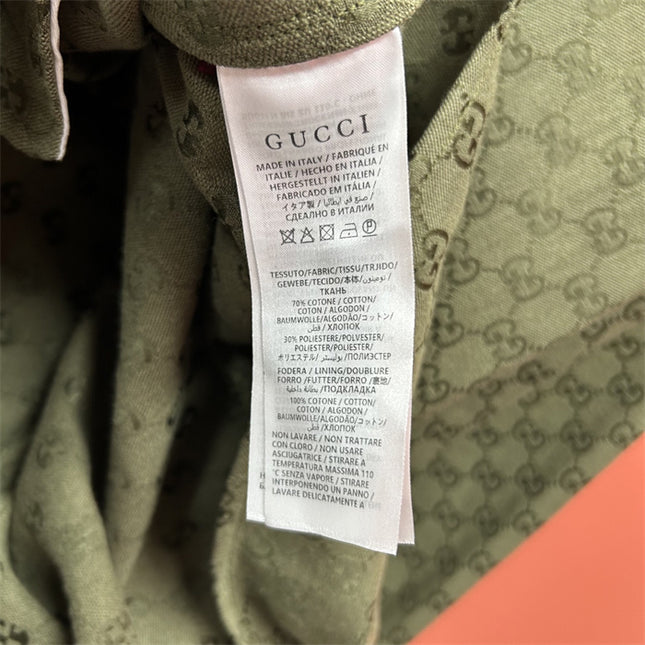 GUCCI
MADE IN ITALY / FABRIQUÉ EN
ITALIE / HECHO EN ITALIA /
HERGESTELLT IN ITALIEN /
FABRICADO EM ITÁLIA /
イタリア製 / صنع في إيطاليا /
СДЕЛАНО В ИТАЛИИ
TESSUTO/FABRIC/TISSU/TRJIDO/
GEWEBE/TECIDO/本体/
/ТКАНЬ
70% COTONE / COTTON/
COTON / ALGODON /
BAUMWOLLE/ALGODÃO/コットン/
قطن / ХЛОПОК
30% POLIESTERE/POLVESTER/
POLIESTER/POLYESTER/
ポリエステル/بوليستر/ПОЛИЭСТЕР
FODERA / LINING/DOUBLURE
FORRO /FUTTER/FORRO /裏地/
بطانة داخلية/ПОДКЛАДКА
100% COTONE / COTTON
COTON / ALGODON /
BAUMWOLLE/ALGODÃO/コットン/
قطن/ХЛОПОК
NON LAVARE / NON TRATTARE
CON CLORO / NON USARE
ASCIUGATRICE / STIRARE A
TEMPERATURA MASSIMA 110
°C SENZA VAPORE / STIRARE
INTERPONENDO UN PANNO /
LAVARE DELICATAMENTE A